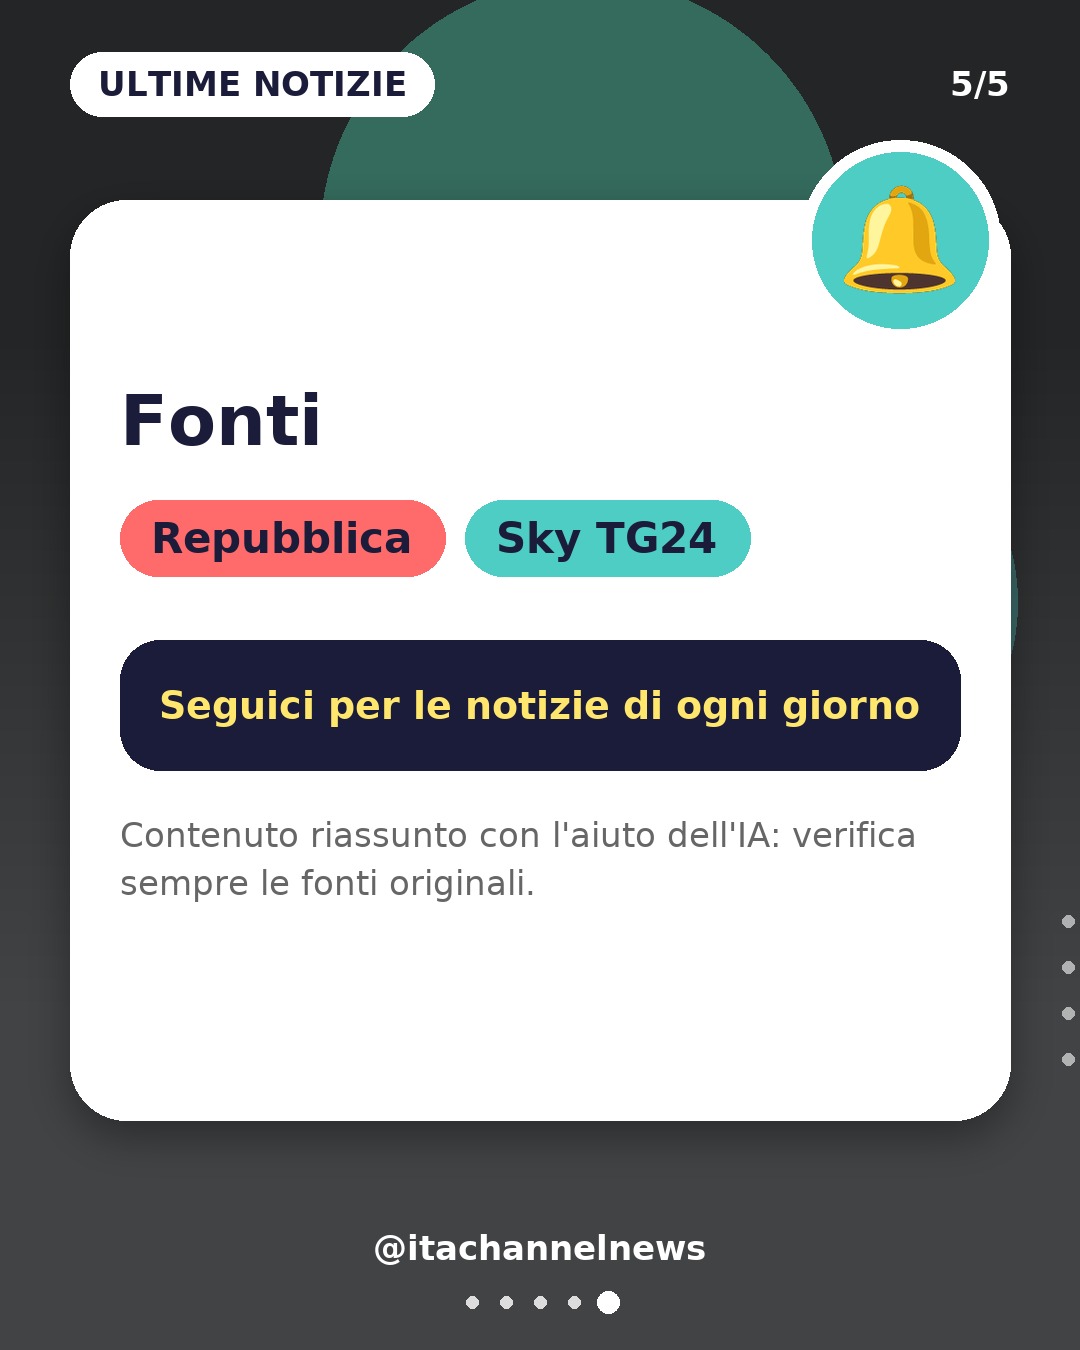 ULTIME NOTIZIE
5/5
Fonti
Repubblica
Sky TG24
Seguici per le notizie di ogni giorno
Contenuto riassunto con l'aiuto dell'IA: verifica
sempre le fonti originali.
@itachannelnews